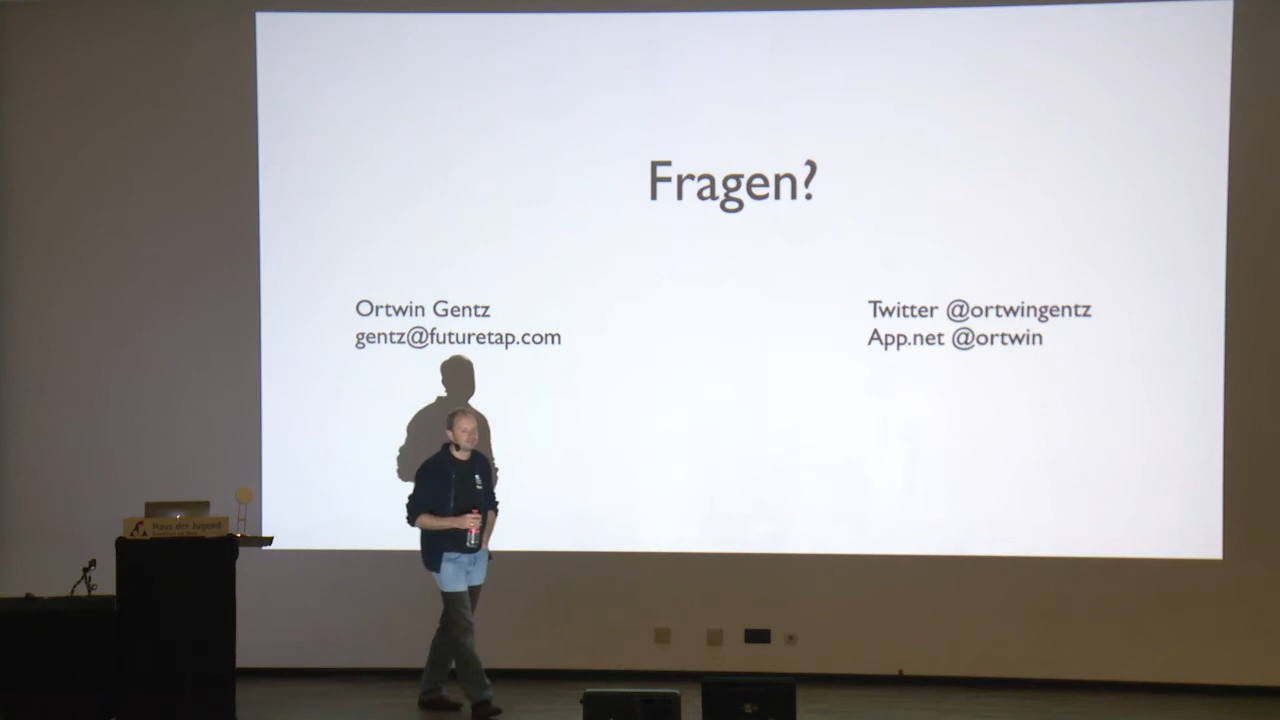 Fragen?
Ortwin Gentz
gentz@futuretap.com
Twitter @ortwingentz
App.net @ortwin
Haus der Jugend